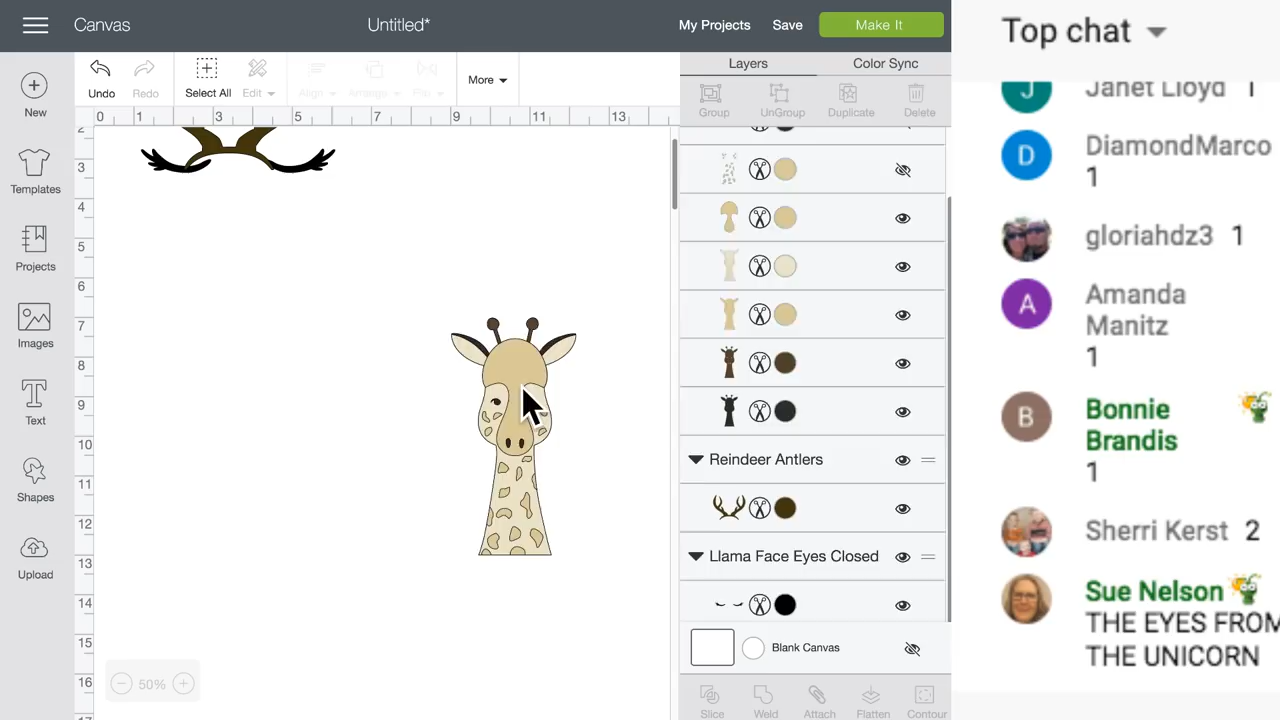 Canvas
Untitled*
My Projects
Save
Make It
New
Templates
Projects
Images
Text
Shapes
Upload
Undo
Redo
Select All
Edit
Align
Arrange
Flip
More
0 1 3 5 7 9 11 13
2
3
4
5
6
7
8
9
10
11
12
13
14
15
16
50%
Layers
Color Sync
Group
UnGroup
Duplicate
Delete
Reindeer Antlers
Llama Face Eyes Closed
Blank Canvas
Slice
Weld
Attach
Flatten
Contour
Top chat
J
Janet Lloyd 1
D
DiamondMarco
1
gloriahdz3 1
A
Amanda
Manitz
1
B
Bonnie
Brandis
1
Sherri Kerst 2
Sue Nelson
THE EYES FROM
THE UNICORN